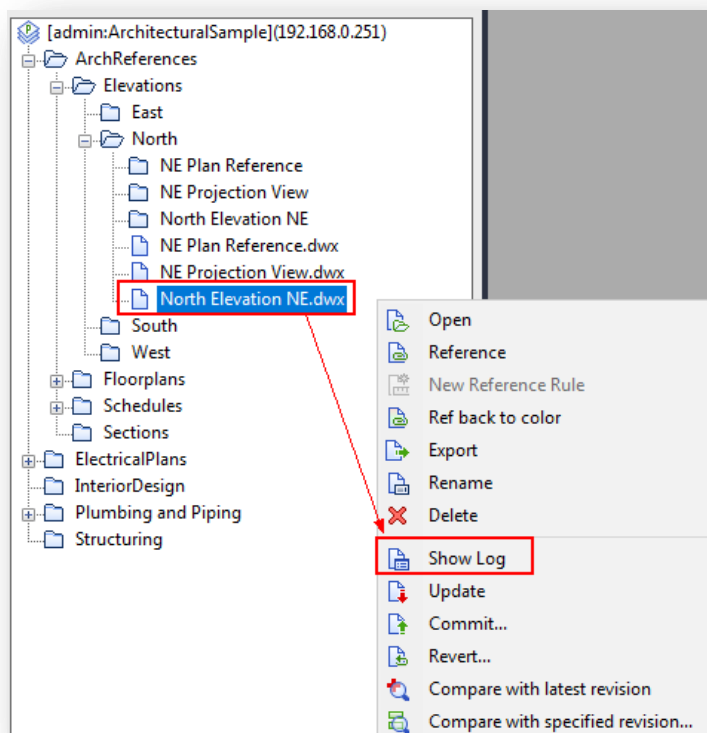 [admin:ArchitecturalSample](192.168.0.251)
ArchReferences
Elevations
East
North
NE Plan Reference
NE Projection View
North Elevation NE
NE Plan Reference.dwx
NE Projection View.dwx
North Elevation NE.dwx
South
West
Floorplans
Schedules
Sections
ElectricalPlans
InteriorDesign
Plumbing and Piping
Structuring
Open
Reference
New Reference Rule
Ref back to color
Export
Rename
Delete
Show Log
Update
Commit...
Revert...
Compare with latest revision
Compare with specified revision...